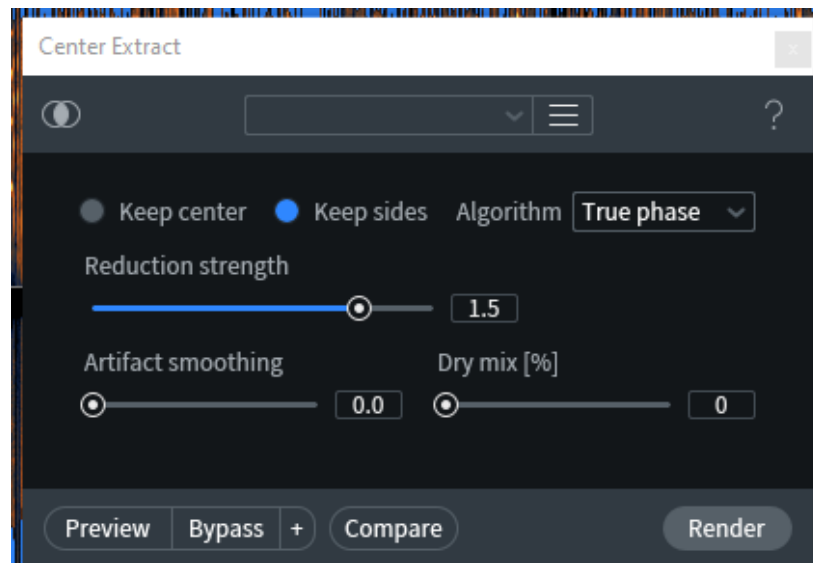 Center Extract
x
?
Keep center Keep sides Algorithm True phase
Reduction strength
1.5
Artifact smoothing Dry mix [%]
0.0 0
Preview Bypass + Compare Render